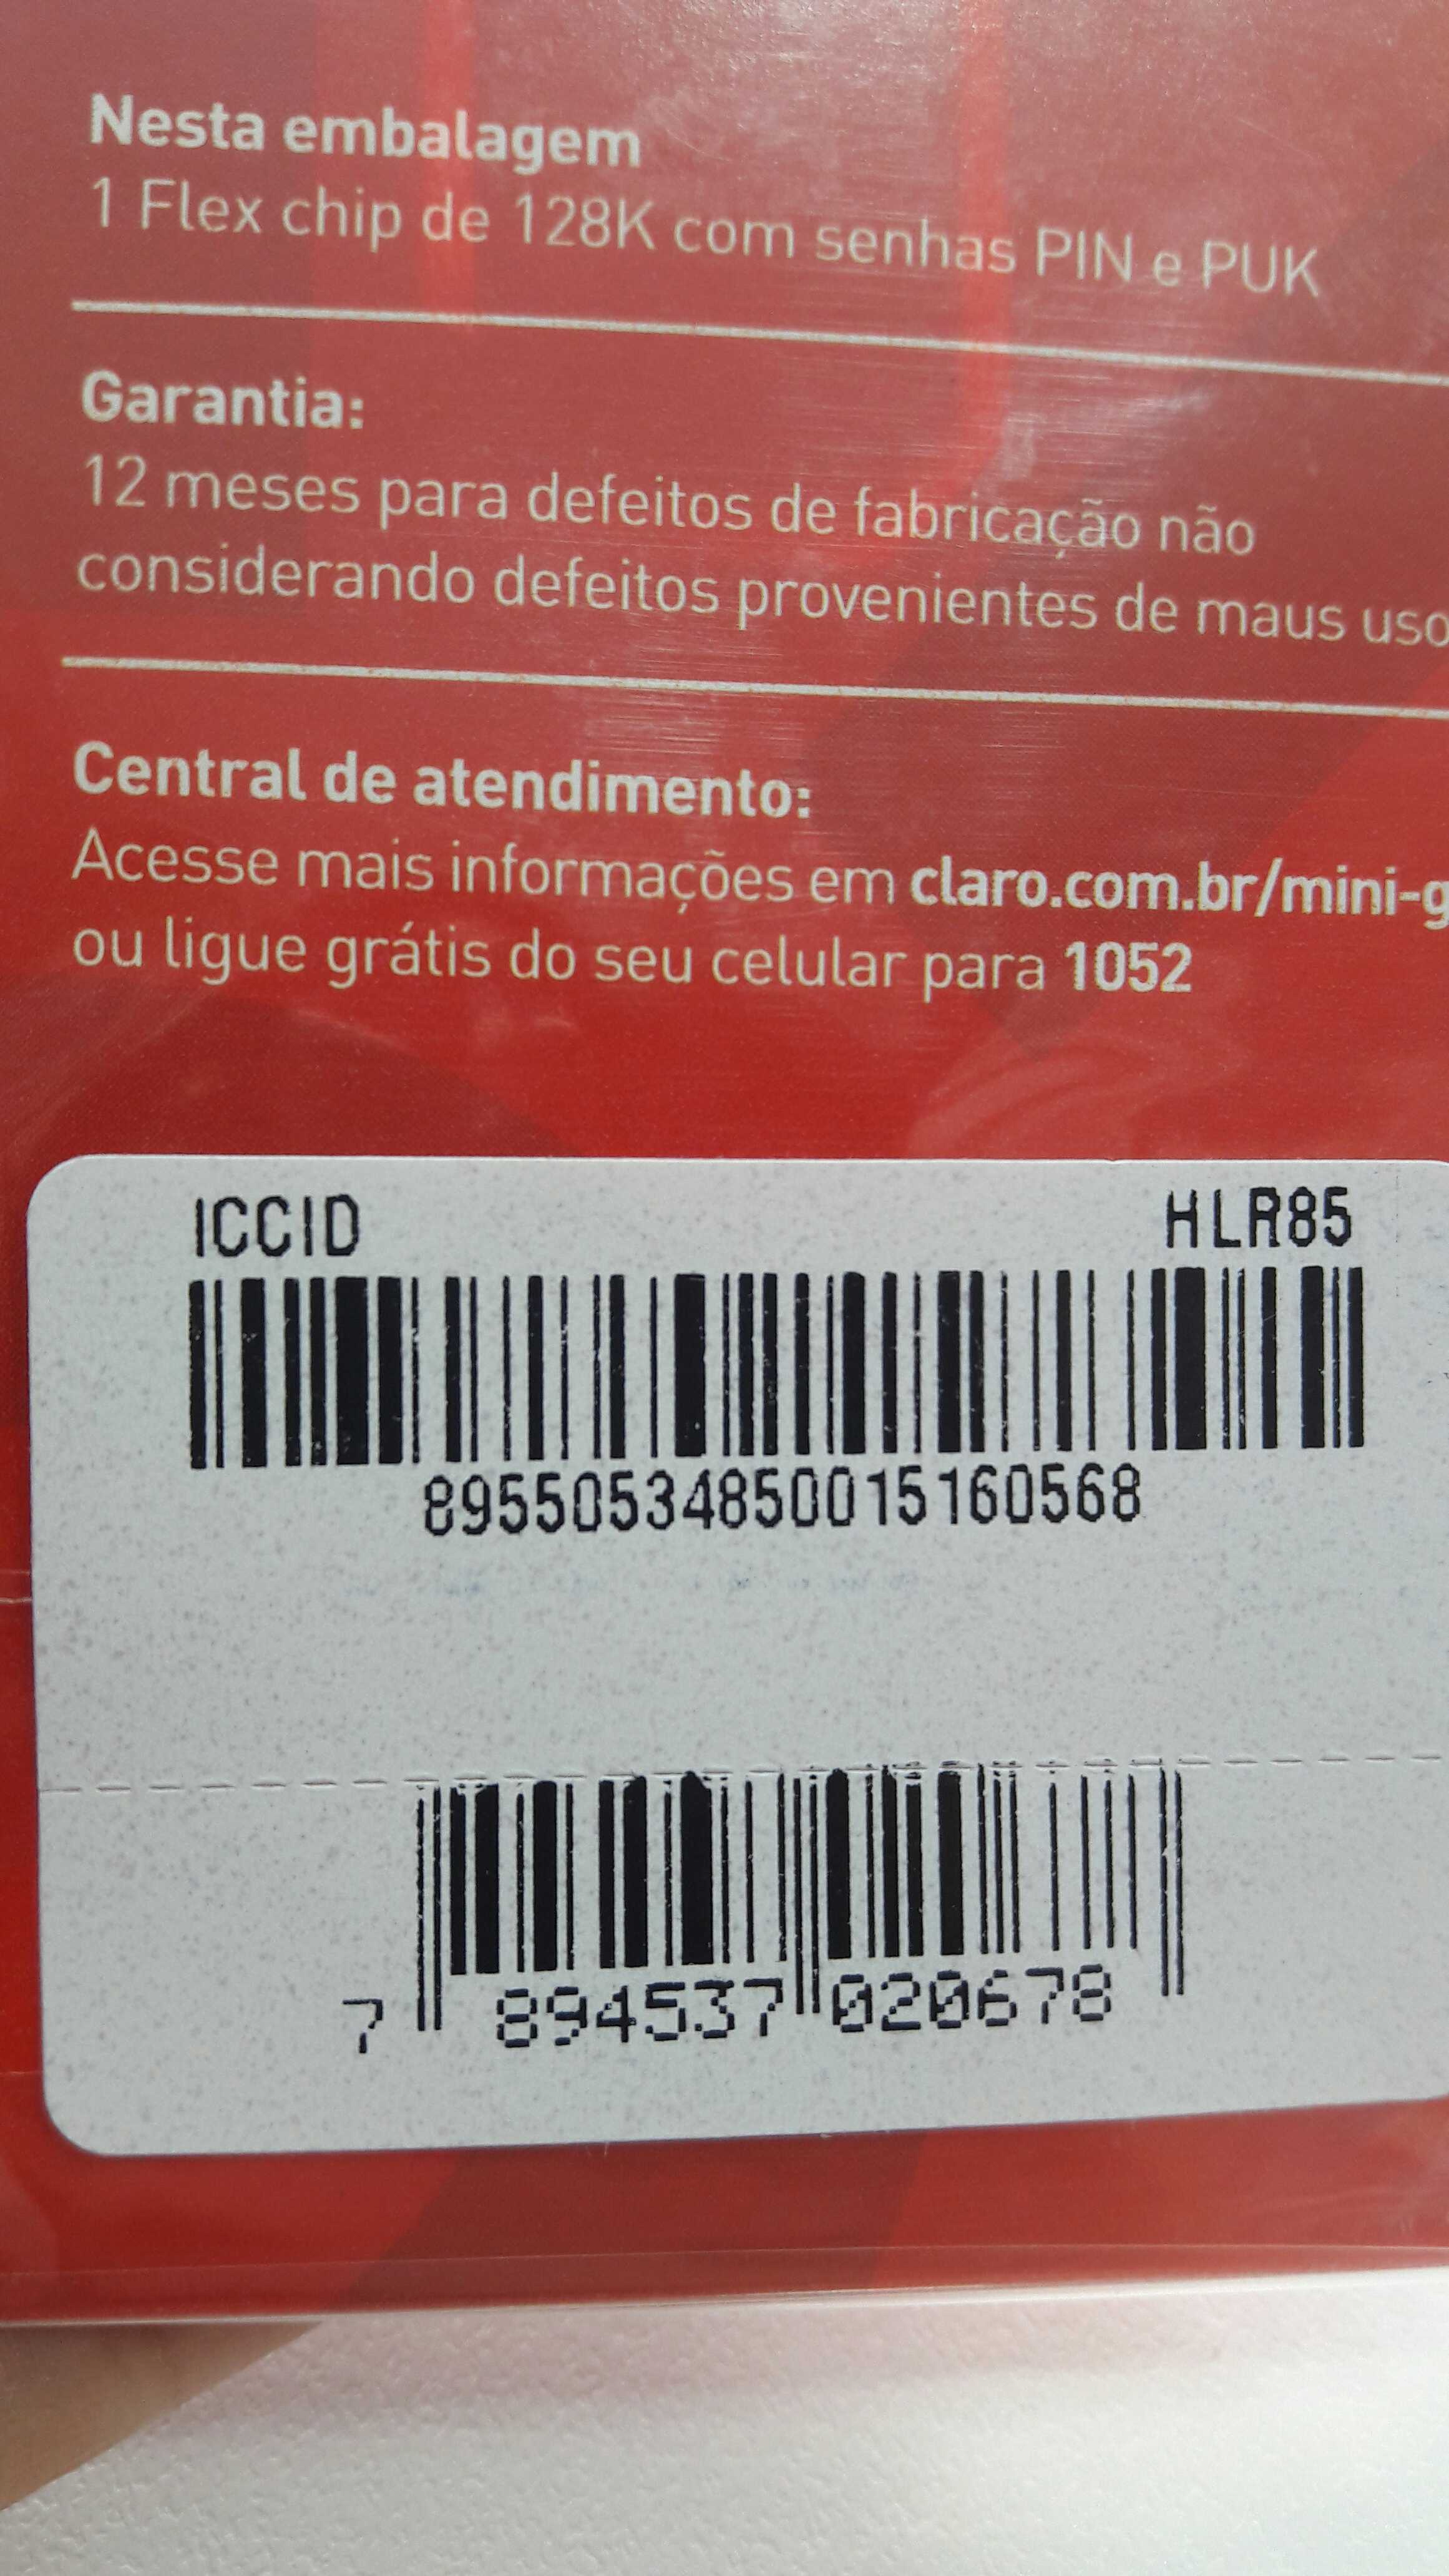 Nesta embalagem
1 Flex chip de 128K com senhas PIN e PUK
Garantia:
12 meses para defeitos de fabricação não
considerando defeitos provenientes de maus uso
Central de atendimento:
Acesse mais informações em claro.com.br/mini-g
ou ligue grátis do seu celular para 1052
ICCID HLR85
89550534850015160568
7 894537 020678